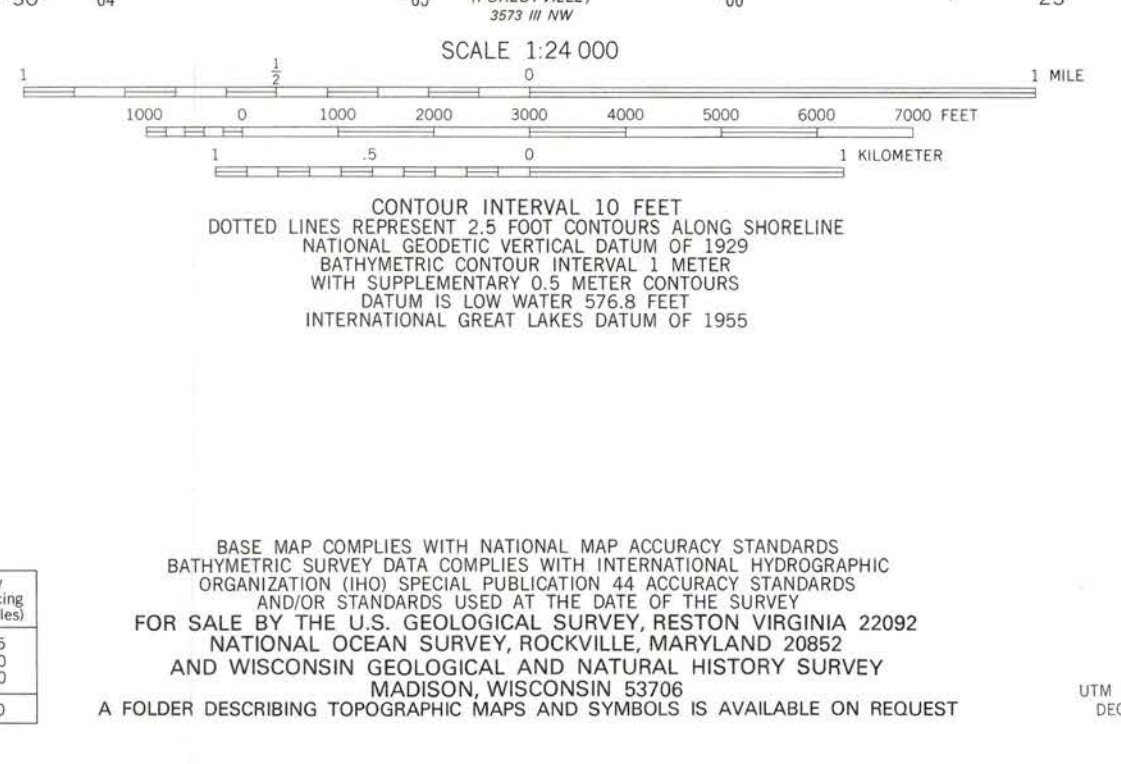 3573 III NW
SCALE 1:24 000
1 ½ 0 1 MILE
1000 0 1000 2000 3000 4000 5000 6000 7000 FEET
1 .5 0 1 KILOMETER
CONTOUR INTERVAL 10 FEET
DOTTED LINES REPRESENT 2.5 FOOT CONTOURS ALONG SHORELINE
NATIONAL GEODETIC VERTICAL DATUM OF 1929
BATHYMETRIC CONTOUR INTERVAL 1 METER
WITH SUPPLEMENTARY 0.5 METER CONTOURS
DATUM IS LOW WATER 576.8 FEET
INTERNATIONAL GREAT LAKES DATUM OF 1955
BASE MAP COMPLIES WITH NATIONAL MAP ACCURACY STANDARDS
BATHYMETRIC SURVEY DATA COMPLIES WITH INTERNATIONAL HYDROGRAPHIC
ORGANIZATION (IHO) SPECIAL PUBLICATION 44 ACCURACY STANDARDS
AND/OR STANDARDS USED AT THE DATE OF THE SURVEY
FOR SALE BY THE U.S. GEOLOGICAL SURVEY, RESTON VIRGINIA 22092
NATIONAL OCEAN SURVEY, ROCKVILLE, MARYLAND 20852
AND WISCONSIN GEOLOGICAL AND NATURAL HISTORY SURVEY
MADISON, WISCONSIN 53706
A FOLDER DESCRIBING TOPOGRAPHIC MAPS AND SYMBOLS IS AVAILABLE ON REQUEST
UTM